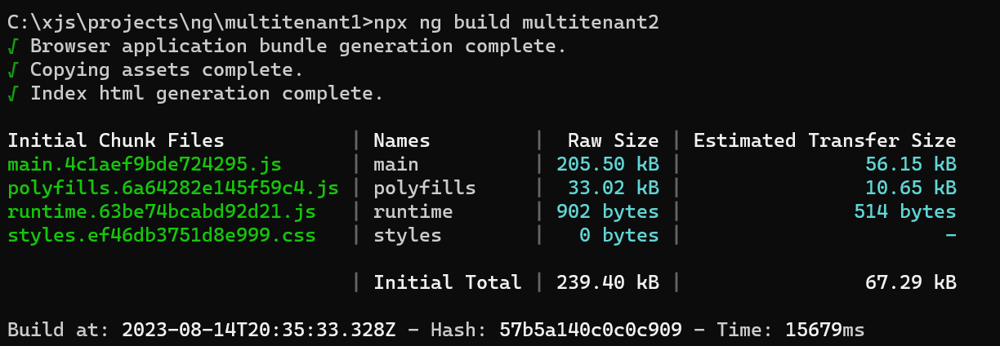 C:\xjs\projects\ng\multitenant1>npx ng build multitenant2
√ Browser application bundle generation complete.
√ Copying assets complete.
√ Index html generation complete.
Initial Chunk Files | Names | Raw Size | Estimated Transfer Size
main.4c1aef9bde724295.js | main | 205.50 kB | 56.15 kB
polyfills.6a64282e145f59c4.js | polyfills | 33.02 kB | 10.65 kB
runtime.63be74bcabd92d21.js | runtime | 902 bytes | 514 bytes
styles.ef46db3751d8e999.css | styles | 0 bytes | -
| Initial Total | 239.40 kB | 67.29 kB
Build at: 2023-08-14T20:35:33.328Z - Hash: 57b5a140c0c0c909 - Time: 15679ms